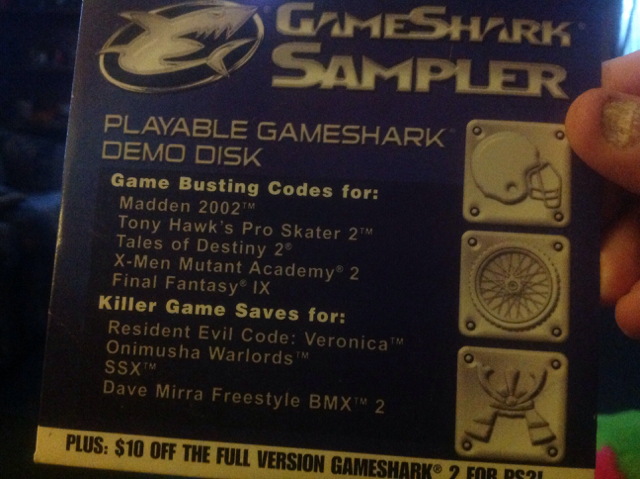 GAMESHARK®
SAMPLER
PLAYABLE GAMESHARK™
DEMO DISK
Game Busting Codes for:
Madden 2002™
Tony Hawk's Pro Skater 2™
Tales of Destiny 2®
X-Men Mutant Academy® 2
Final Fantasy® IX
Killer Game Saves for:
Resident Evil Code: Veronica™
Onimusha Warlords™
SSX™
Dave Mirra Freestyle BMX™ 2
PLUS: $10 OFF THE FULL VERSION GAMESHARK® 2 FOR PS2!